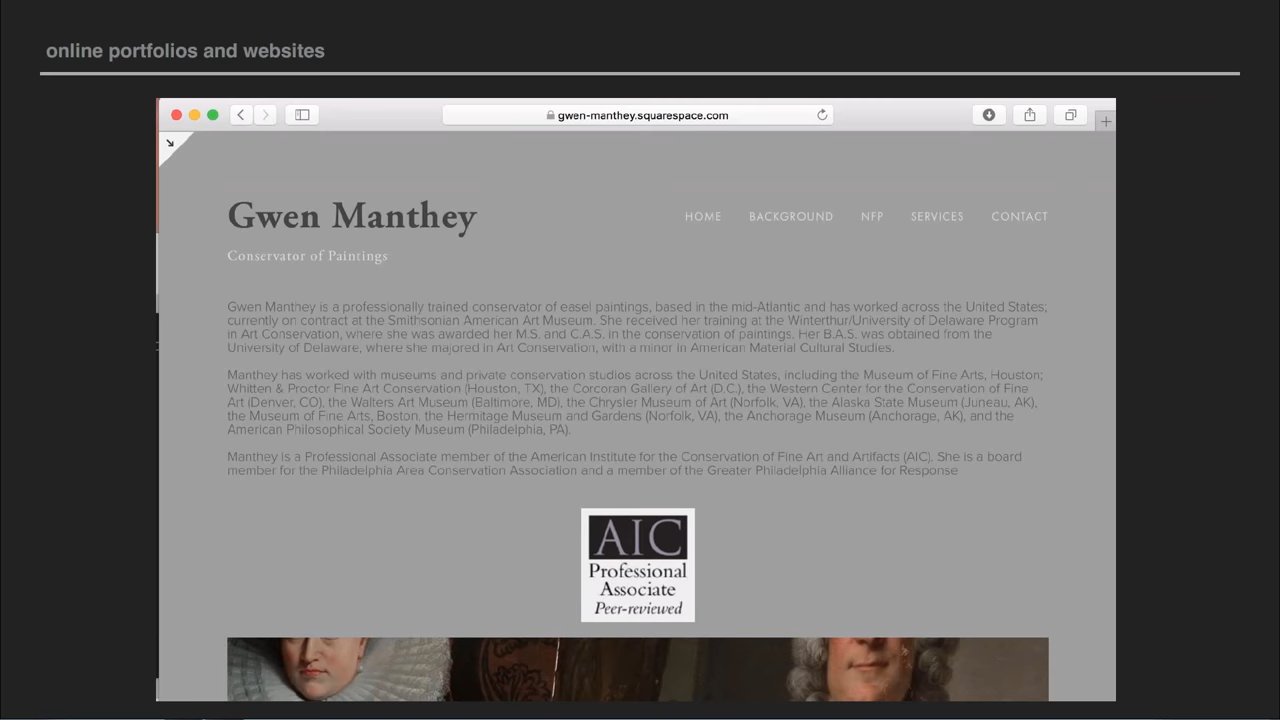 online portfolios and websites
gwen-manthey.squarespace.com
Gwen Manthey
HOME BACKGROUND NFP SERVICES CONTACT
Conservator of Paintings
Gwen Manthey is a professionally trained conservator of easel paintings, based in the mid-Atlantic and has worked across the United States;
currently on contract at the Smithsonian American Art Museum. She received her training at the Winterthur/University of Delaware Program
in Art Conservation, where she was awarded her M.S. and C.A.S. in the conservation of paintings. Her B.A.S. was obtained from the
University of Delaware, where she majored in Art Conservation, with a minor in American Material Cultural Studies.
Manthey has worked with museums and private conservation studios across the United States, including the Museum of Fine Arts, Houston;
Whitten & Proctor Fine Art Conservation (Houston, TX), the Corcoran Gallery of Art (D.C.), the Western Center for the Conservation of Fine
Art (Denver, CO), the Walters Art Museum (Baltimore, MD), the Chrysler Museum of Art (Norfolk, VA), the Alaska State Museum (Juneau, AK),
the Museum of Fine Arts, Boston, the Hermitage Museum and Gardens (Norfolk, VA), the Anchorage Museum (Anchorage, AK), and the
American Philosophical Society Museum (Philadelphia, PA).
Manthey is a Professional Associate member of the American Institute for the Conservation of Fine Art and Artifacts (AIC). She is a board
member for the Philadelphia Area Conservation Association and a member of the Greater Philadelphia Alliance for Response
AIC
Professional
Associate
Peer-reviewed